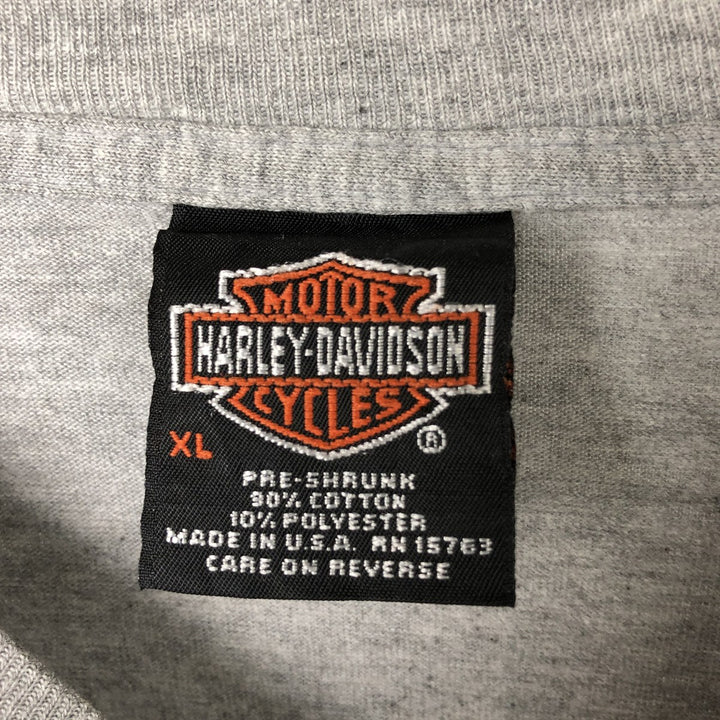 MOTOR
HARLEY-DAVIDSON
CYCLES
®
XL
PRE-SHRUNK
90% COTTON
10% POLYESTER
MADE IN U.S.A. RN 15763
CARE ON REVERSE